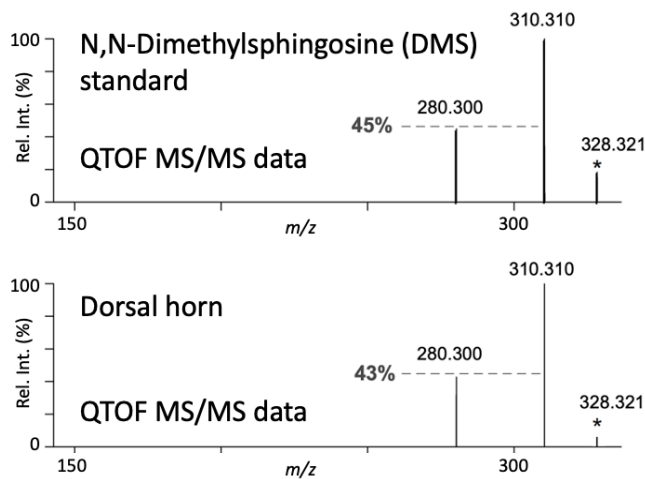 310.310
100
N,N-Dimethylsphingosine (DMS)
standard
280.300
45%
328.321
*
QTOF MS/MS data
Rel. Int. (%)
0
150
m/z
300
310.310
100
Dorsal horn
280.300
43%
328.321
*
QTOF MS/MS data
Rel. Int. (%)
0
150
m/z
300